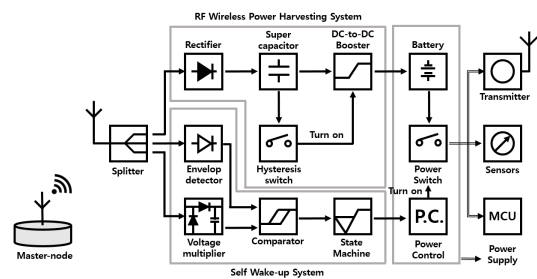 RF Wireless Power Harvesting System
Rectifier
Super
capacitor
DC-to-DC
Booster
Battery
Transmitter
Turn on
Splitter
Envelop
detector
Hysteresis
switch
Power
Switch
Sensors
Turn on
P.C.
MCU
Master-node
Voltage
multiplier
Comparator
State
Machine
Power
Control
Power
Supply
Self Wake-up System